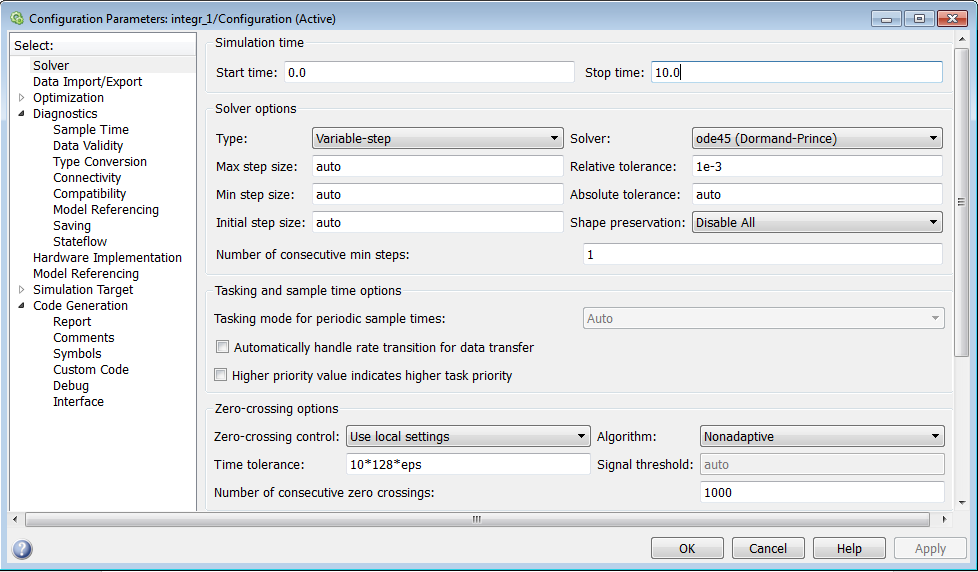 Configuration Parameters: integr_1/Configuration (Active)
Select:
Solver
Data Import/Export
Optimization
Diagnostics
Sample Time
Data Validity
Type Conversion
Connectivity
Compatibility
Model Referencing
Saving
Stateflow
Hardware Implementation
Model Referencing
Simulation Target
Code Generation
Report
Comments
Symbols
Custom Code
Debug
Interface
Simulation time
Start time: 0.0 Stop time: 10.0
Solver options
Type: Variable-step Solver: ode45 (Dormand-Prince)
Max step size: auto Relative tolerance: 1e-3
Min step size: auto Absolute tolerance: auto
Initial step size: auto Shape preservation: Disable All
Number of consecutive min steps: 1
Tasking and sample time options
Tasking mode for periodic sample times: Auto
Automatically handle rate transition for data transfer
Higher priority value indicates higher task priority
Zero-crossing options
Zero-crossing control: Use local settings Algorithm: Nonadaptive
Time tolerance: 10*128*eps Signal threshold: auto
Number of consecutive zero crossings: 1000
OK Cancel Help Apply